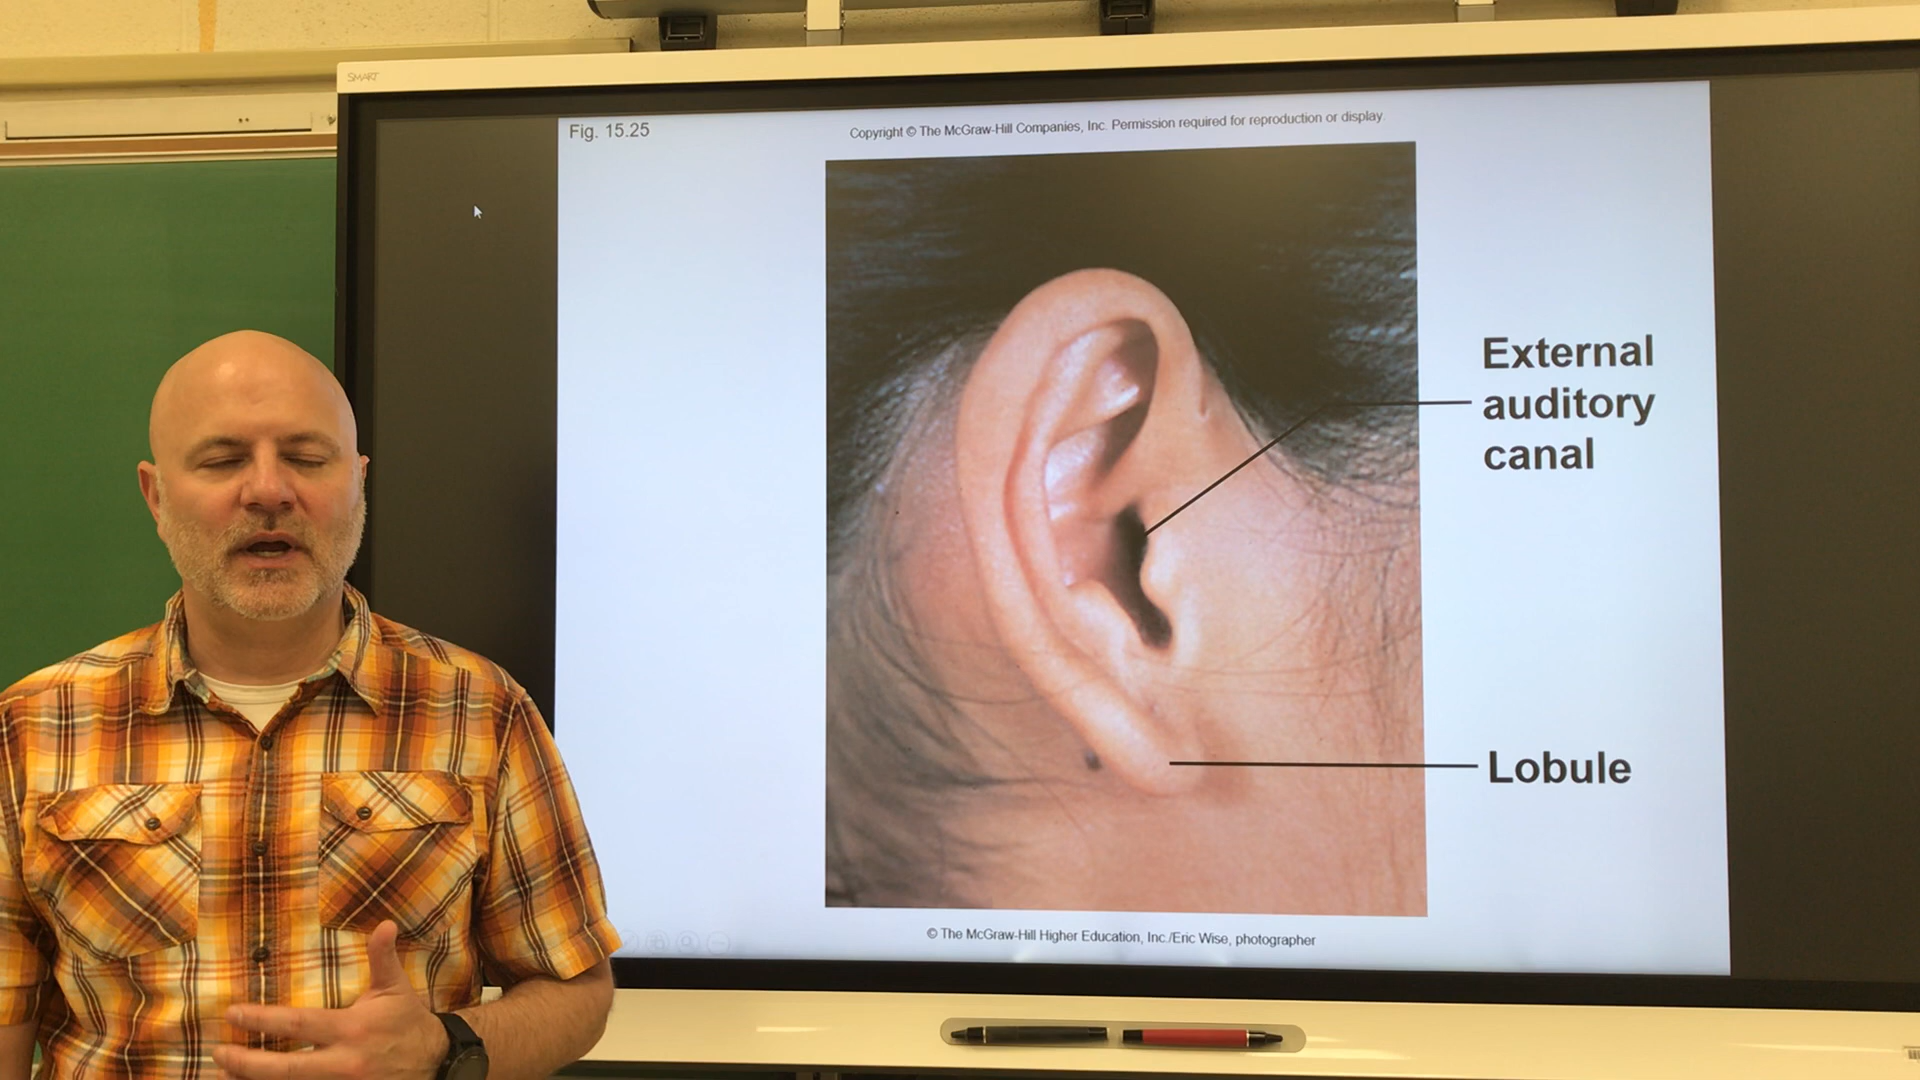 SMART
Fig. 15.25
Copyright © The McGraw-Hill Companies, Inc. Permission required for reproduction or display.
External
auditory
canal
Lobule
© The McGraw-Hill Higher Education, Inc./Eric Wise, photographer